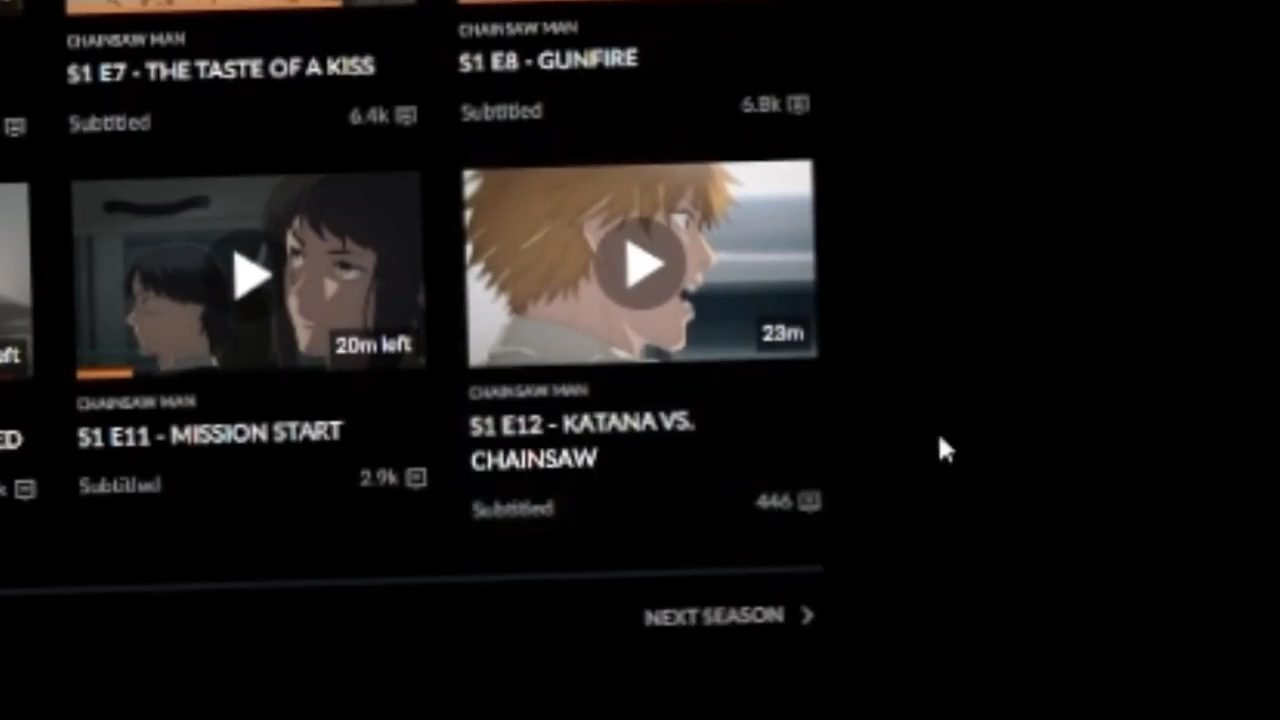 CHAINSAW MAN
S1 E7 - THE TASTE OF A KISS
Subtitled
6.4k
CHAINSAW MAN
S1 E8 - GUNFIRE
Subtitled
6.8k
eft
ED
20m left
CHAINSAW MAN
S1 E11 - MISSION START
Subtitled
2.9k
23m
CHAINSAW MAN
S1 E12 - KATANA VS.
CHAINSAW
Subtitled
446
NEXT SEASON